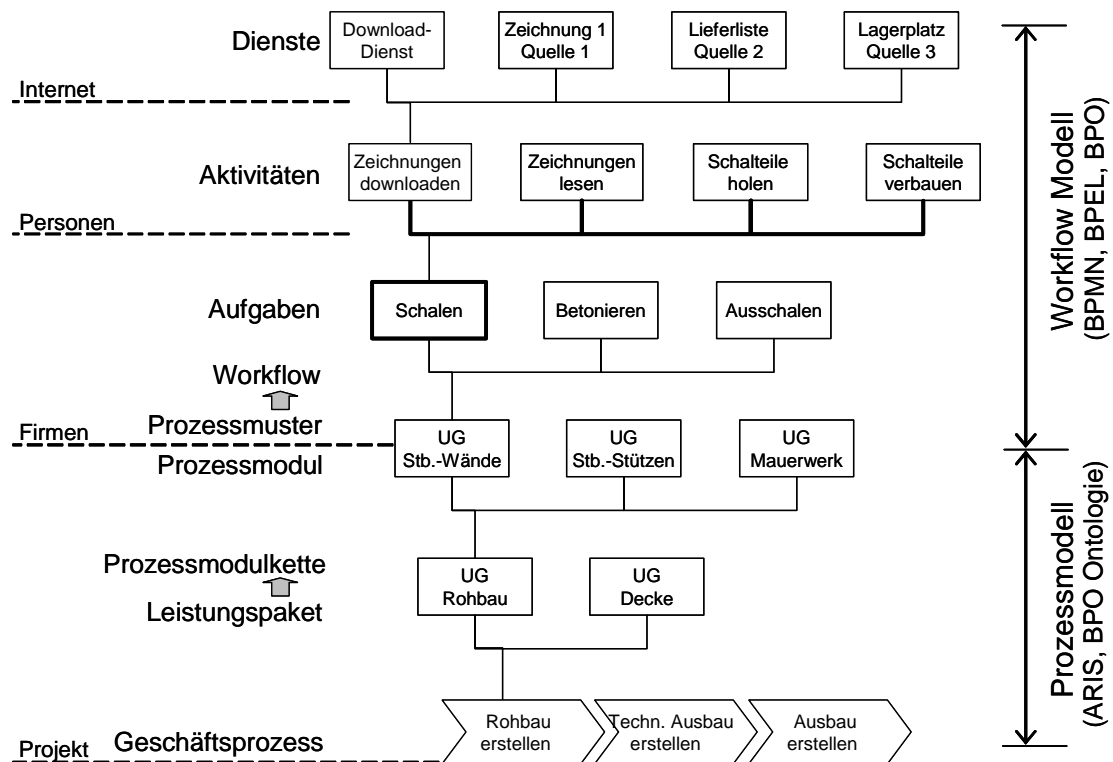 Dienste
Download-
Dienst
Zeichnung 1
Quelle 1
Lieferliste
Quelle 2
Lagerplatz
Quelle 3
Internet
Aktivitäten
Zeichnungen
downloaden
Zeichnungen
lesen
Schalteile
holen
Schalteile
verbauen
Personen
Aufgaben
Schalen
Betonieren
Ausschalen
Workflow
Prozessmuster
Firmen
Prozessmodul
UG
Stb.-Wände
UG
Stb.-Stützen
UG
Mauerwerk
Prozessmodulkette
Leistungspaket
UG
Rohbau
UG
Decke
Projekt
Geschäftsprozess
Rohbau
erstellen
Techn. Ausbau
erstellen
Ausbau
erstellen
Workflow Modell
(BPMN, BPEL, BPO)
Prozessmodell
(ARIS, BPO Ontologie)